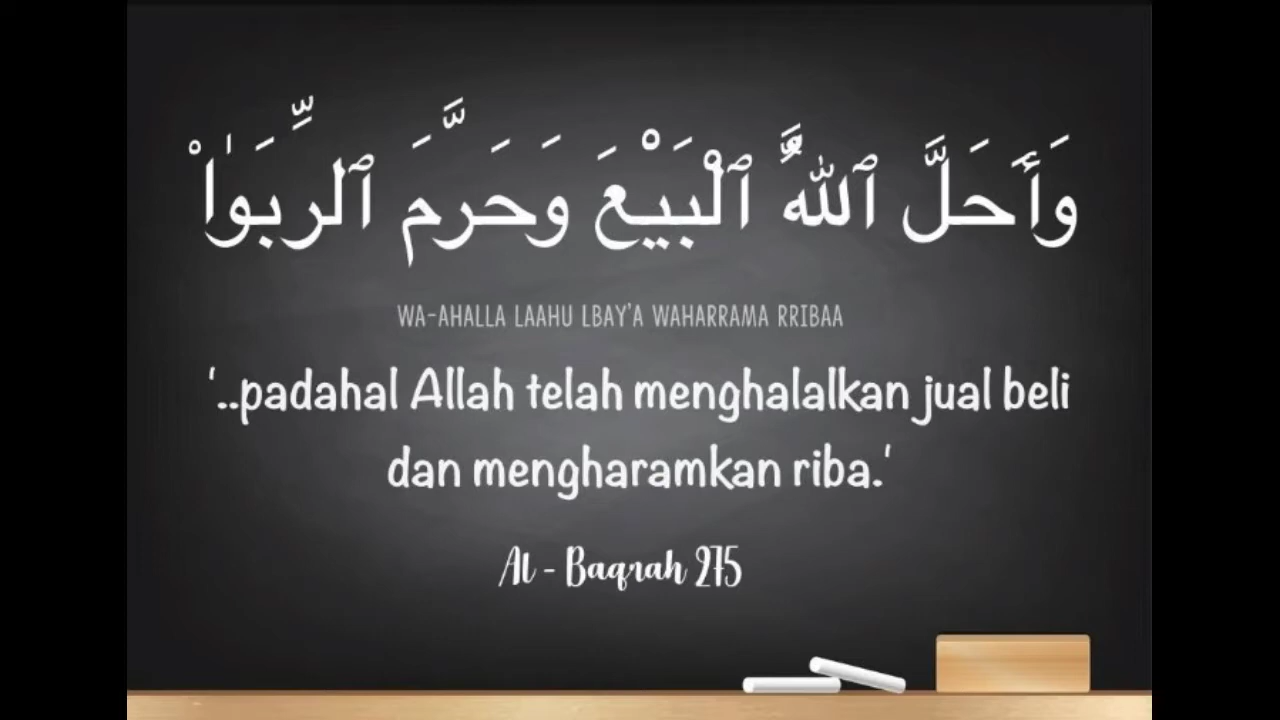 وَأَحَلَّ ٱللَّهُ ٱلْبَيْعَ وَحَرَّمَ ٱلرِّبَوٰا۟
WA-AHALLA LAAHU LBAY'A WAHARRAMA RRIBAA
'..padahal Allah telah menghalalkan jual beli
dan mengharamkan riba.'
Al - Baqrah 275